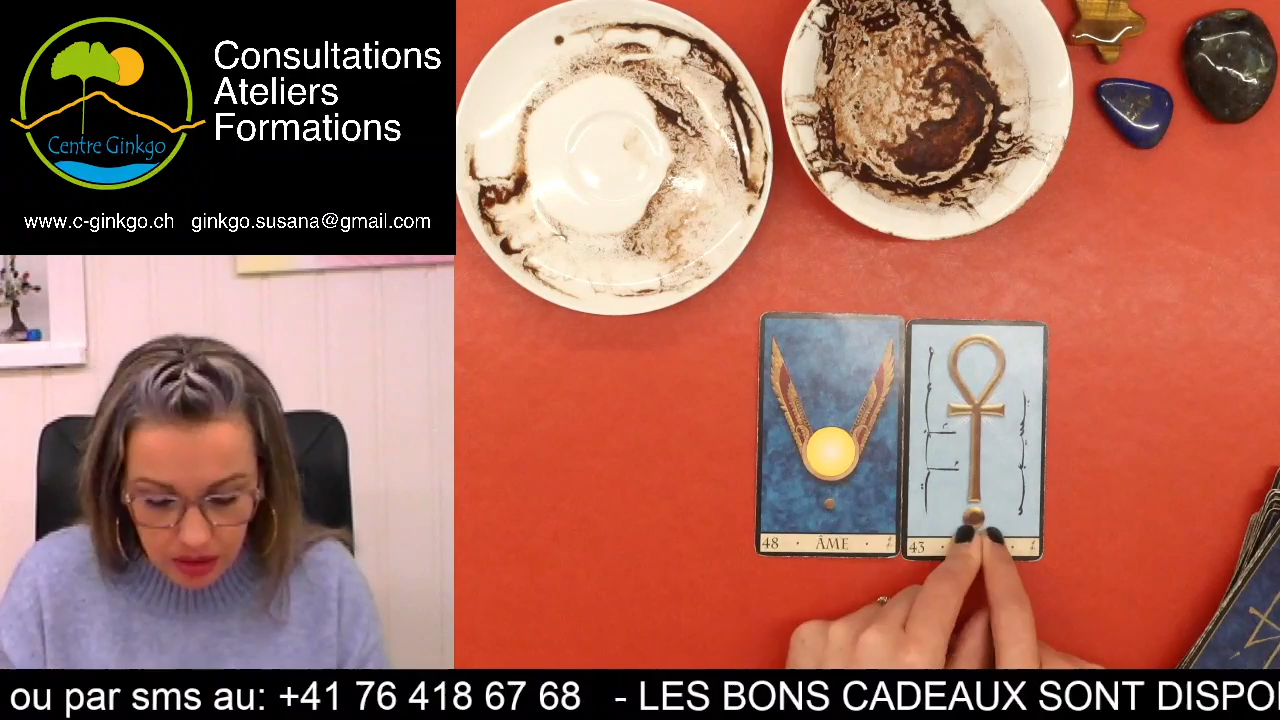 Consultations
Ateliers
Formations
Centre Ginkgo
www.c-ginkgo.ch ginkgo.susana@gmail.com
48 · ÂME ·
43 ·
ou par sms au: +41 76 418 67 68 - LES BONS CADEAUX SONT DISPO